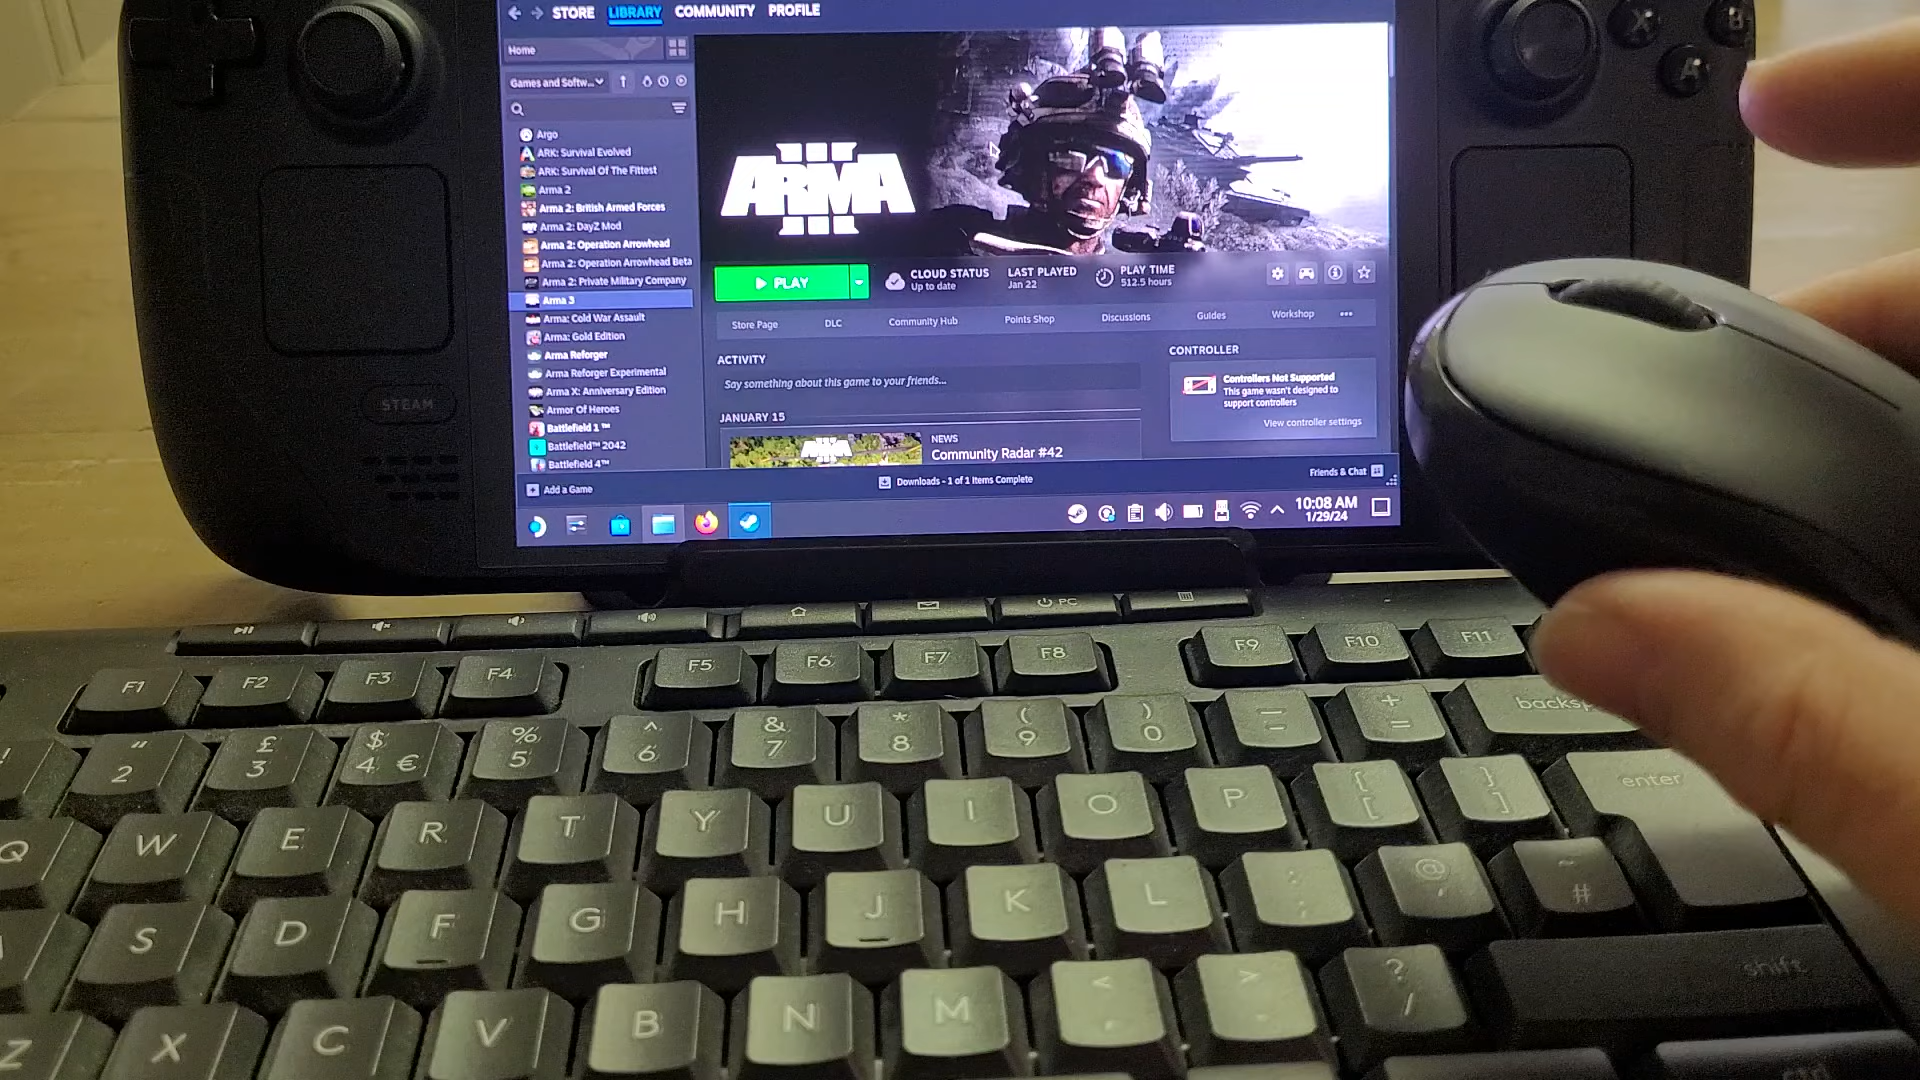 STORE LIBRARY COMMUNITY PROFILE
Home
Games and Softw...
Argo
ARK: Survival Evolved
ARK: Survival Of The Fittest
Arma 2
Arma 2: British Armed Forces
Arma 2: DayZ Mod
Arma 2: Operation Arrowhead
Arma 2: Operation Arrowhead Beta
Arma 2: Private Military Company
Arma 3
Arma: Cold War Assault
Arma: Gold Edition
Arma Reforger
Arma Reforger Experimental
Arma X: Anniversary Edition
Armor Of Heroes
Battlefield 1 ™
Battlefield™ 2042
Battlefield 4™
Add a Game
III
ARMA
III
PLAY
CLOUD STATUS
Up to date
LAST PLAYED
Jan 22
PLAY TIME
512.5 hours
Store Page DLC Community Hub Points Shop Discussions Guides Workshop
ACTIVITY
Say something about this game to your friends...
JANUARY 15
NEWS
Community Radar #42
ARMA
CONTROLLER
Controllers Not Supported
This game wasn't designed to
support controllers
View controller settings
Downloads - 1 of 1 Items Complete
Friends & Chat
10:08 AM
1/29/24
STEAM
X B
A
PC
F1 F2 F3 F4 F5 F6 F7 F8 F9 F10 F11
! " £ $ % ^ & * ( ) _ +
2 3 4 € 5 6 7 8 9 0 - = backsp
Q W E R T Y U I O P { [ } ] enter
S D F G H J K L : ; @ ' ~ #
Z X C V B N M < , > . ? / shift
ctrl